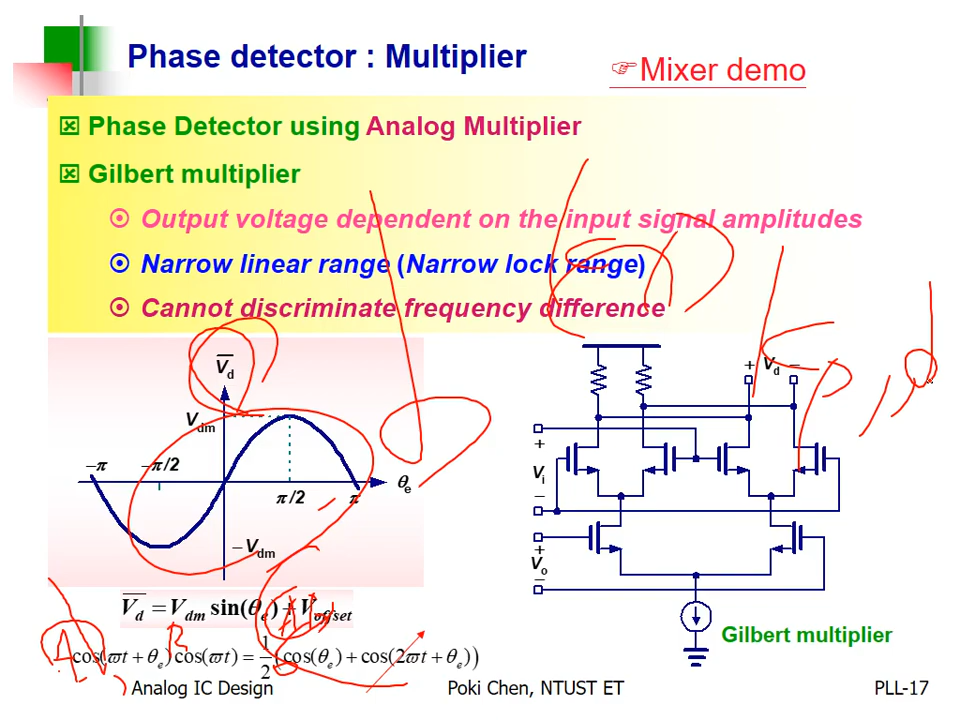 Phase detector : Multiplier
☞Mixer demo
Phase Detector using Analog Multiplier
Gilbert multiplier
Output voltage dependent on the input signal amplitudes
Narrow linear range (Narrow lock range)
Cannot discriminate frequency difference
V̅d
Vdm
−π
−π/2
π/2
π
θe
−Vdm
V̅d = Vdm sin(θe) + Voffset
cos(ϖt + θe) cos(ϖt) = 1/2 (cos(θe) + cos(2ϖt + θe))
+ Vd −
+
Vi
−
+
Vo
−
Gilbert multiplier
Analog IC Design
Poki Chen, NTUST ET
PLL-17